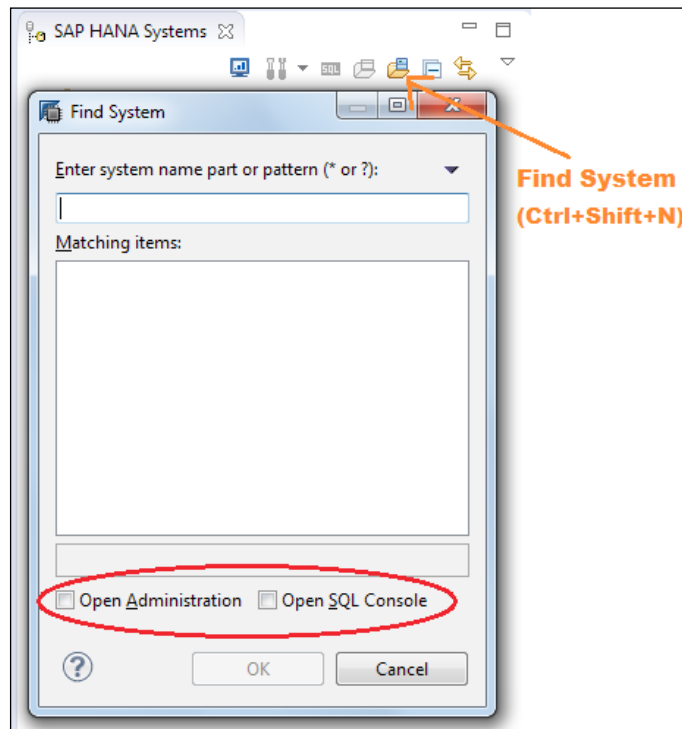 SAP HANA Systems
SQL
Find System
Enter system name part or pattern (* or ?):
Find System
(Ctrl+Shift+N)
Matching items:
Open Administration Open SQL Console
?
OK Cancel